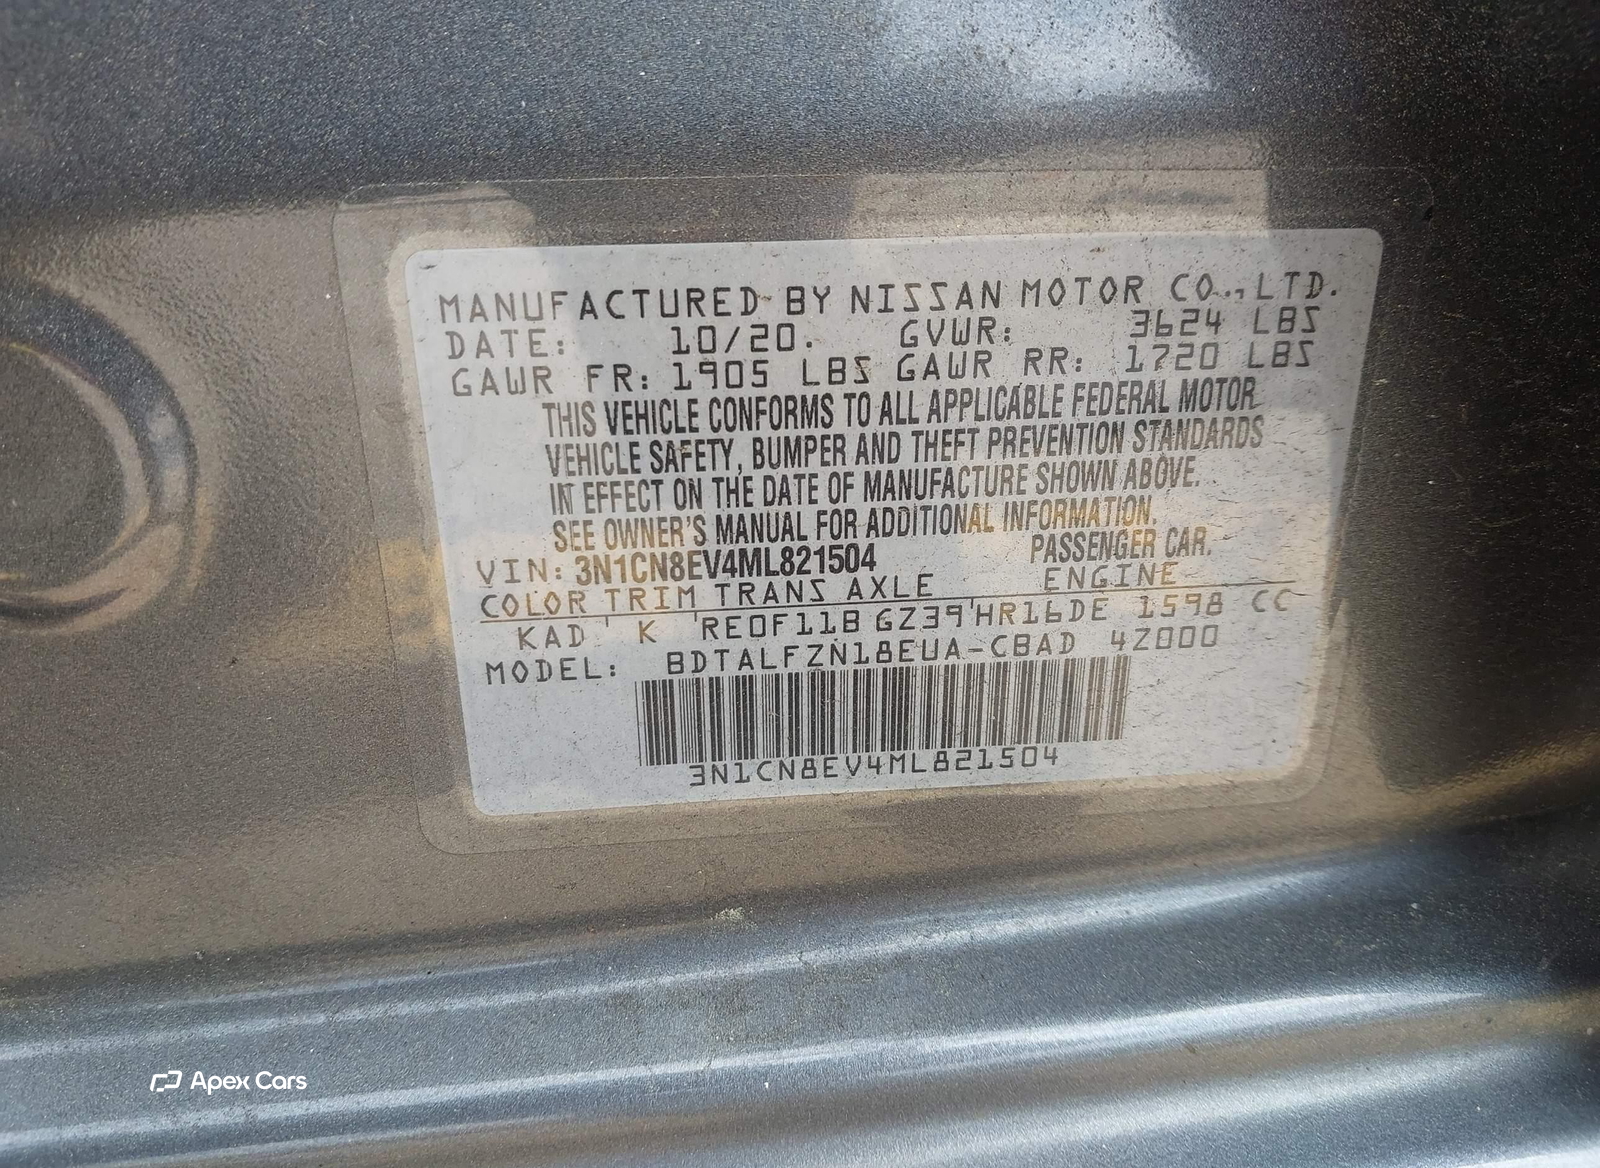 MANUFACTURED BY NISSAN MOTOR CO., LTD.
DATE: 10/20. GVWR: 3624 LBS
GAWR FR: 1905 LBS GAWR RR: 1720 LBS
THIS VEHICLE CONFORMS TO ALL APPLICABLE FEDERAL MOTOR
VEHICLE SAFETY, BUMPER AND THEFT PREVENTION STANDARDS
IN EFFECT ON THE DATE OF MANUFACTURE SHOWN ABOVE.
SEE OWNER'S MANUAL FOR ADDITIONAL INFORMATION.
VIN: 3N1CN8EV4ML821504 PASSENGER CAR.
COLOR TRIM TRANS AXLE ENGINE
KAD K RE0F11B GZ39 HR16DE 1598 CC
MODEL: BDTALFZN18EUA-CBAD 4Z000
3N1CN8EV4ML821504
Apex Cars